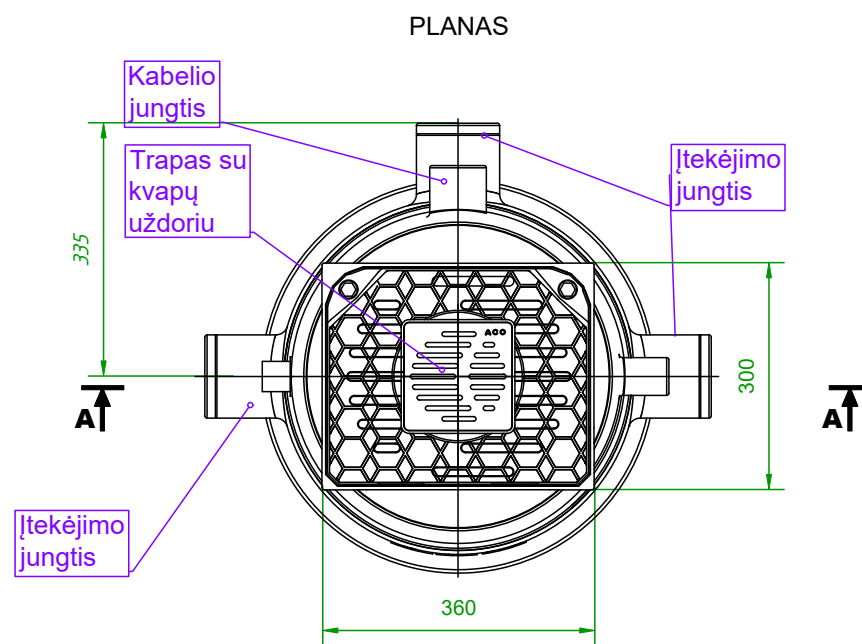 PLANAS
Kabelio
jungtis
Trapas su
kvapų
uždoriu
Įtekėjimo
jungtis
335
ACO
300
A
A
Įtekėjimo
jungtis
360